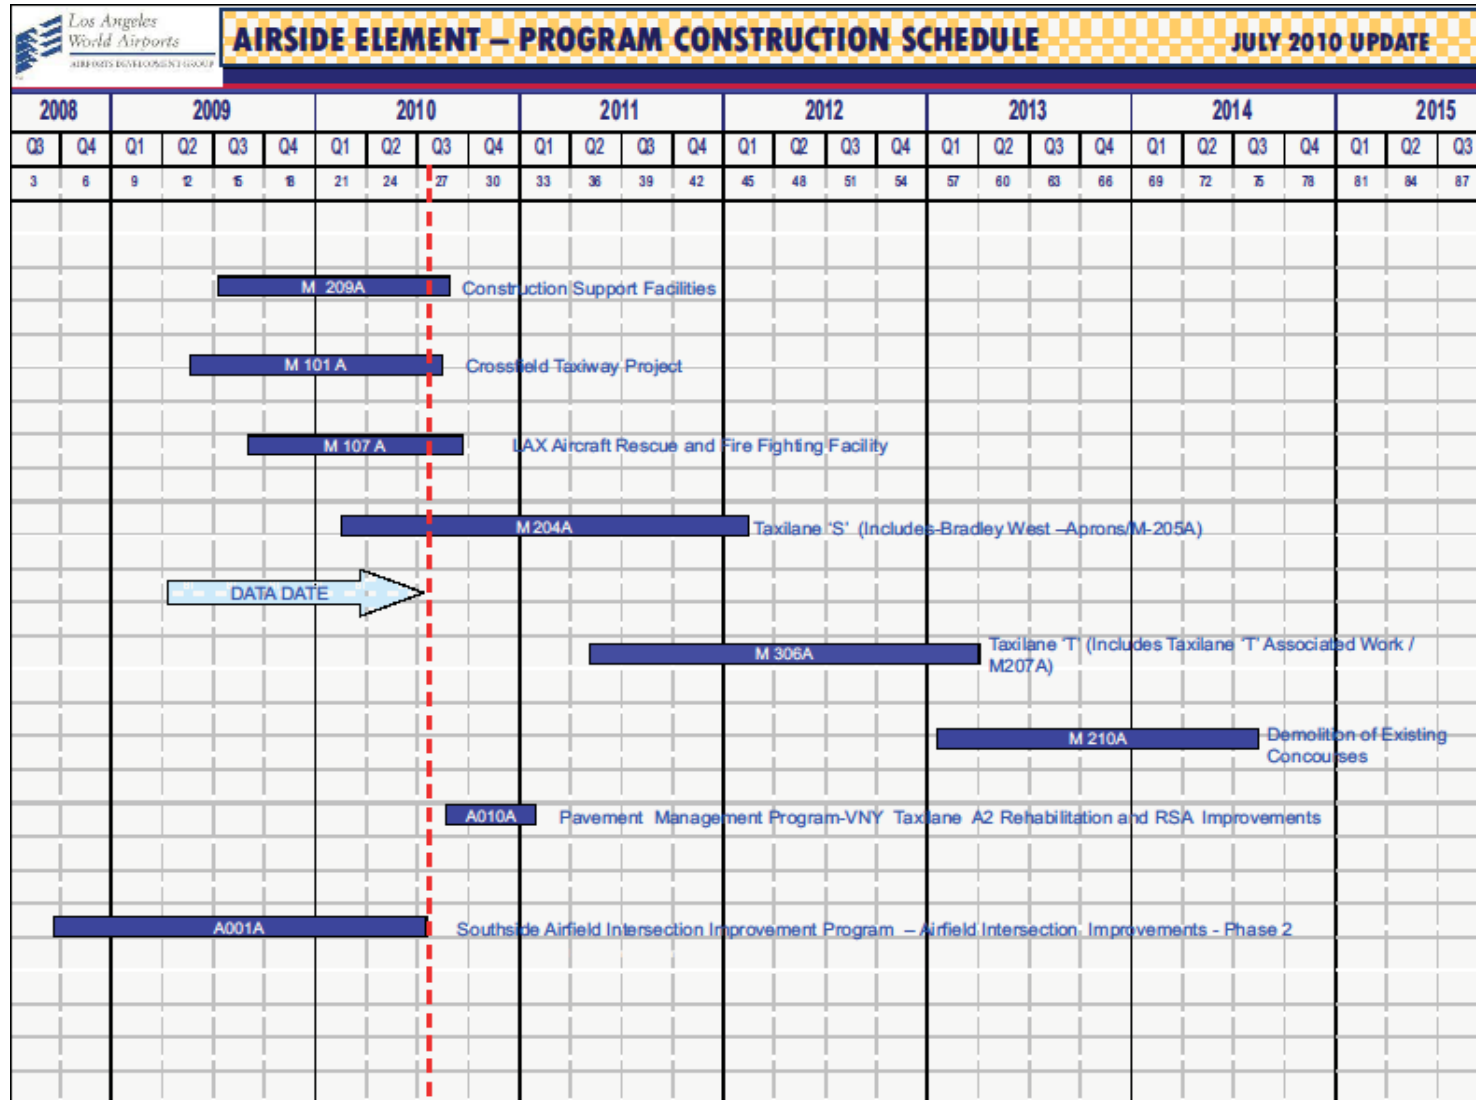 Los Angeles
World Airports
AIRPORTS DEVELOPMENT GROUP
AIRSIDE ELEMENT – PROGRAM CONSTRUCTION SCHEDULE
JULY 2010 UPDATE
2008 2009 2010 2011 2012 2013 2014 2015
Q3 Q4 Q1 Q2 Q3 Q4 Q1 Q2 Q3 Q4 Q1 Q2 Q3 Q4 Q1 Q2 Q3 Q4 Q1 Q2 Q3 Q4 Q1 Q2 Q3 Q4 Q1 Q2 Q3
3 6 9 12 15 18 21 24 27 30 33 36 39 42 45 48 51 54 57 60 63 66 69 72 75 78 81 84 87
M 209A Construction Support Facilities
M 101 A Crossfield Taxiway Project
M 107 A LAX Aircraft Rescue and Fire Fighting Facility
M 204A Taxilane 'S' (Includes-Bradley West –Aprons/M-205A)
DATA DATE
M 306A Taxilane 'T' (Includes Taxilane 'T' Associated Work /
M207A)
M 210A Demolition of Existing
Concourses
A010A Pavement Management Program-VNY Taxilane A2 Rehabilitation and RSA Improvements
A001A Southside Airfield Intersection Improvement Program – Airfield Intersection Improvements - Phase 2